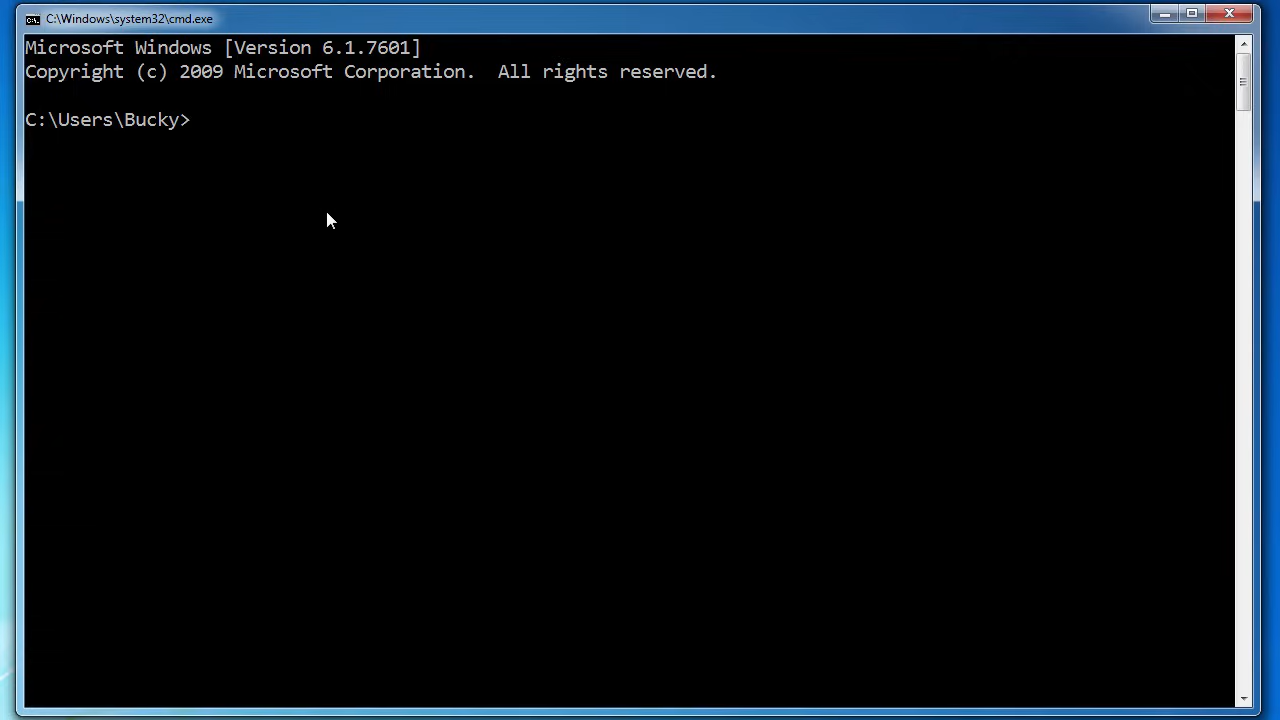 C:\Windows\system32\cmd.exe
Microsoft Windows [Version 6.1.7601]
Copyright (c) 2009 Microsoft Corporation.  All rights reserved.
C:\Users\Bucky>